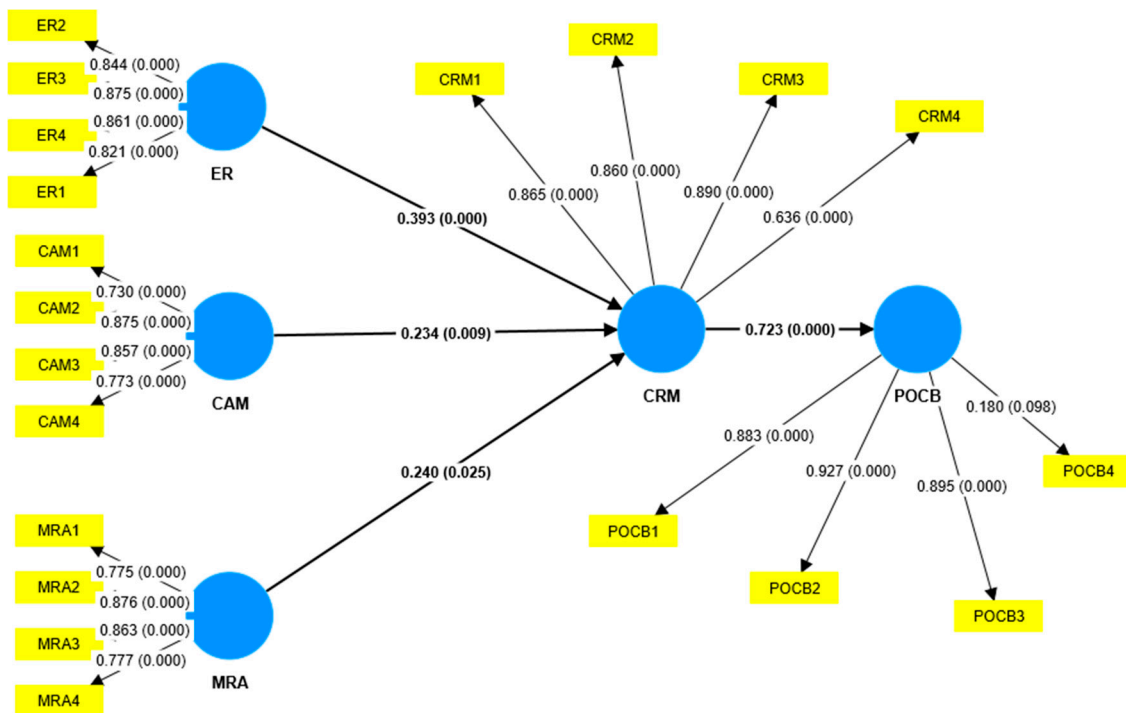 ER2
0.844 (0.000)
ER3
0.875 (0.000)
ER4
0.861 (0.000)
ER1
0.821 (0.000)
ER
CAM1
0.730 (0.000)
CAM2
0.875 (0.000)
CAM3
0.857 (0.000)
CAM4
0.773 (0.000)
CAM
MRA1
0.775 (0.000)
MRA2
0.876 (0.000)
MRA3
0.863 (0.000)
MRA4
0.777 (0.000)
MRA
0.393 (0.000)
0.234 (0.009)
0.240 (0.025)
CRM1
CRM2
CRM3
CRM4
0.865 (0.000)
0.860 (0.000)
0.890 (0.000)
0.636 (0.000)
CRM
0.723 (0.000)
POCB
0.883 (0.000)
0.927 (0.000)
0.895 (0.000)
0.180 (0.098)
POCB1
POCB2
POCB3
POCB4